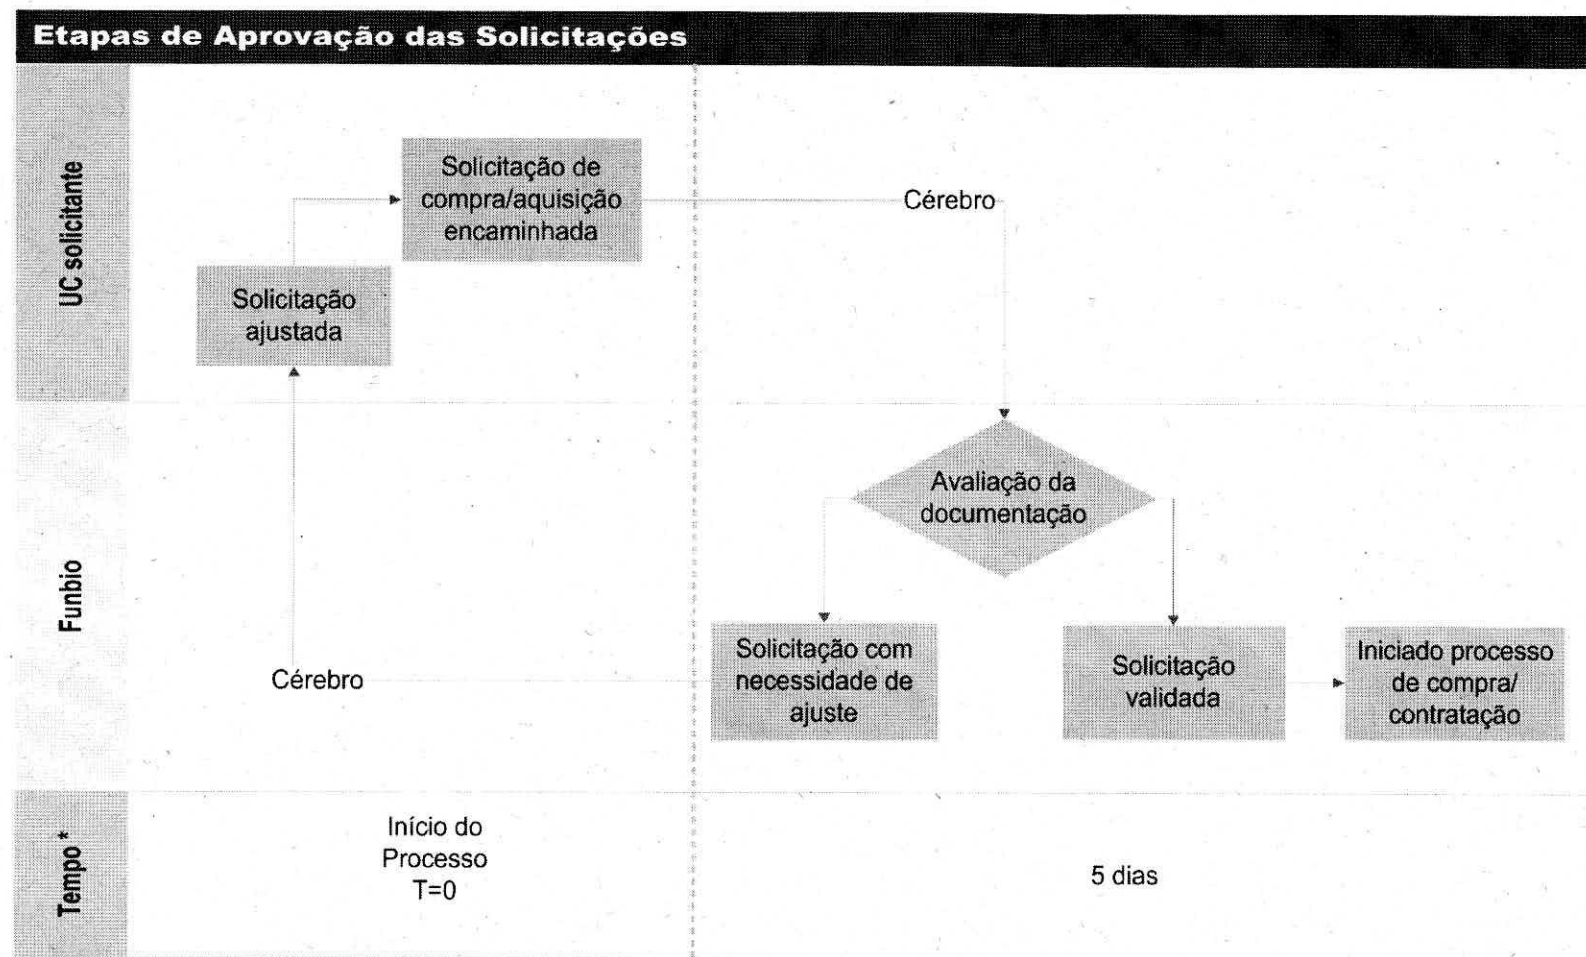 Etapas de Aprovação das Solicitações
UC solicitante
Solicitação de
compra/aquisição
encaminhada
Cérebro
Solicitação
ajustada
Funbio
Avaliação da
documentação
Cérebro
Solicitação com
necessidade de
ajuste
Solicitação
validada
Iniciado processo
de compra/
contratação
Tempo *
Início do
Processo
T=0
5 dias